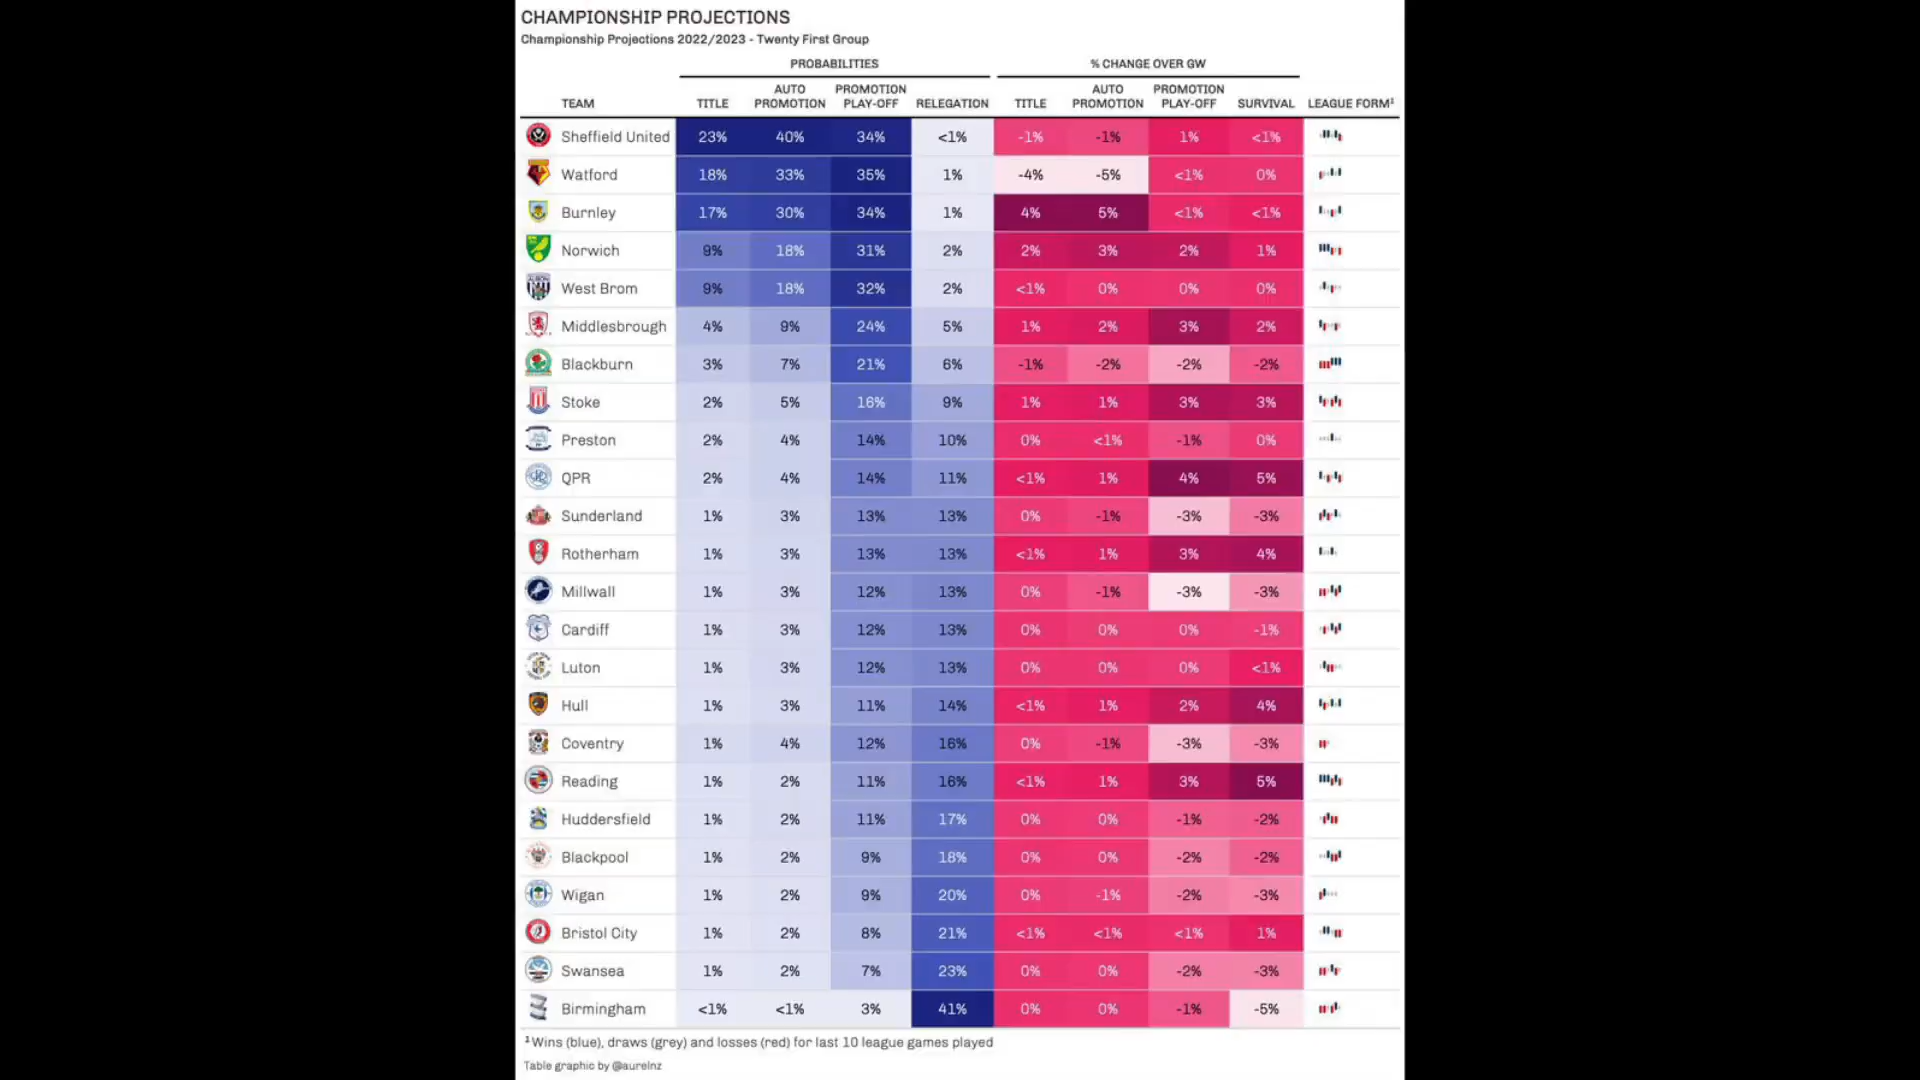 CHAMPIONSHIP PROJECTIONS
Championship Projections 2022/2023 - Twenty First Group
PROBABILITIES % CHANGE OVER GW
TEAM TITLE AUTO PROMOTION PROMOTION PLAY-OFF RELEGATION TITLE AUTO PROMOTION PROMOTION PLAY-OFF SURVIVAL LEAGUE FORM¹
Sheffield United 23% 40% 34% <1% -1% -1% 1% <1%
Watford 18% 33% 35% 1% -4% -5% <1% 0%
Burnley 17% 30% 34% 1% 4% 5% <1% <1%
Norwich 9% 18% 31% 2% 2% 3% 2% 1%
West Brom 9% 18% 32% 2% <1% 0% 0% 0%
Middlesbrough 4% 9% 24% 5% 1% 2% 3% 2%
Blackburn 3% 7% 21% 6% -1% -2% -2% -2%
Stoke 2% 5% 16% 9% 1% 1% 3% 3%
Preston 2% 4% 14% 10% 0% <1% -1% 0%
QPR 2% 4% 14% 11% <1% 1% 4% 5%
Sunderland 1% 3% 13% 13% 0% -1% -3% -3%
Rotherham 1% 3% 13% 13% <1% 1% 3% 4%
Millwall 1% 3% 12% 13% 0% -1% -3% -3%
Cardiff 1% 3% 12% 13% 0% 0% 0% -1%
Luton 1% 3% 12% 13% 0% 0% 0% <1%
Hull 1% 3% 11% 14% <1% 1% 2% 4%
Coventry 1% 4% 12% 16% 0% -1% -3% -3%
Reading 1% 2% 11% 16% <1% 1% 3% 5%
Huddersfield 1% 2% 11% 17% 0% 0% -1% -2%
Blackpool 1% 2% 9% 18% 0% 0% -2% -2%
Wigan 1% 2% 9% 20% 0% -1% -2% -3%
Bristol City 1% 2% 8% 21% <1% <1% <1% 1%
Swansea 1% 2% 7% 23% 0% 0% -2% -3%
Birmingham <1% <1% 3% 41% 0% 0% -1% -5%
¹Wins (blue), draws (grey) and losses (red) for last 10 league games played
Table graphic by @aurelnz